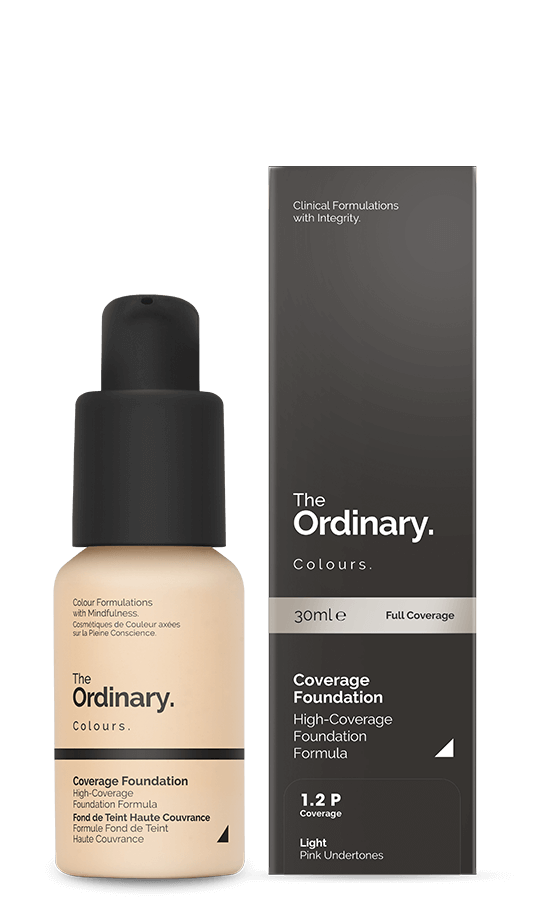 Clinical Formulations
with Integrity.
The
Ordinary.
Colours.
30ml e
Full Coverage
Coverage
Foundation
High-Coverage
Foundation
Formula
1.2 P
Coverage
Light
Pink Undertones
Colour Formulations
with Mindfulness.
Cosmétiques de Couleur axées
sur la Pleine Conscience.
The
Ordinary.
Colours.
Coverage Foundation
High-Coverage
Foundation Formula
Fond de Teint Haute Couvrance
Formule Fond de Teint
Haute Couvrance